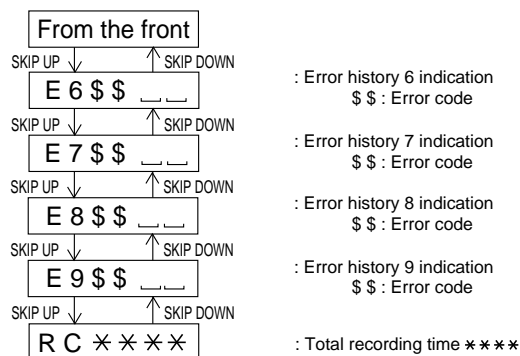 From the front
SKIP UP SKIP DOWN
E 6 $ $ ⎵ ⎵ : Error history 6 indication
$ $ : Error code
SKIP UP SKIP DOWN
E 7 $ $ ⎵ ⎵ : Error history 7 indication
$ $ : Error code
SKIP UP SKIP DOWN
E 8 $ $ ⎵ ⎵ : Error history 8 indication
$ $ : Error code
SKIP UP SKIP DOWN
E 9 $ $ ⎵ ⎵ : Error history 9 indication
$ $ : Error code
SKIP UP SKIP DOWN
R C * * * * : Total recording time * * * *